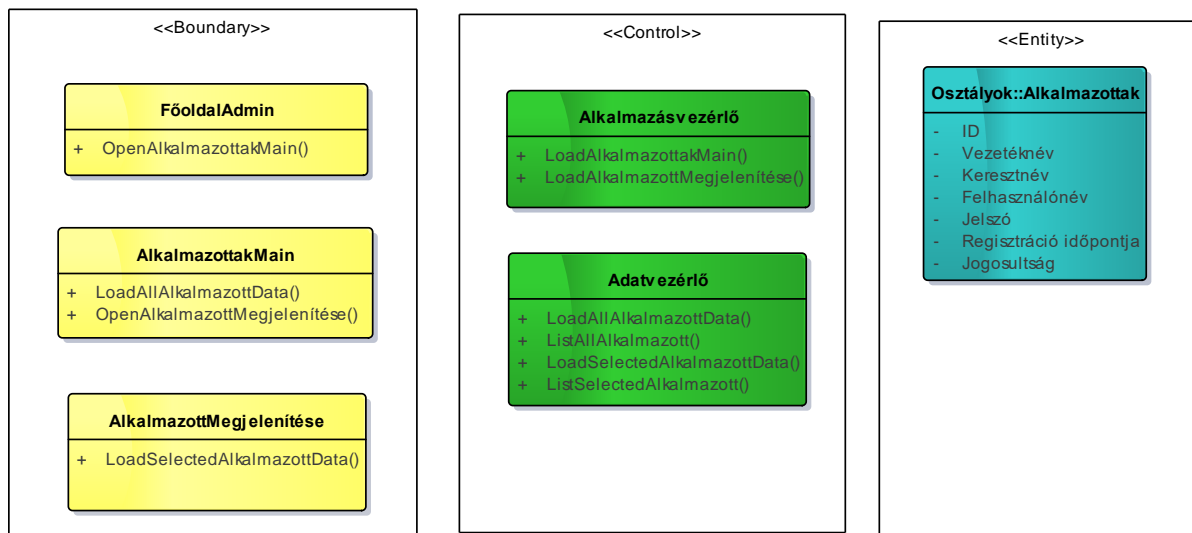 <<Boundary>>
FőoldalAdmin
+ OpenAlkalmazottakMain()
AlkalmazottakMain
+ LoadAllAlkalmazottData()
+ OpenAlkalmazottMegjelenítése()
AlkalmazottMegjelenítése
+ LoadSelectedAlkalmazottData()
<<Control>>
Alkalmazásvezérlő
+ LoadAlkalmazottakMain()
+ LoadAlkalmazottMegjelenítése()
Adatvezérlő
+ LoadAllAlkalmazottData()
+ ListAllAlkalmazott()
+ LoadSelectedAlkalmazottData()
+ ListSelectedAlkalmazott()
<<Entity>>
Osztályok::Alkalmazottak
- ID
- Vezetéknév
- Keresztnév
- Felhasználónév
- Jelszó
- Regisztráció időpontja
- Jogosultság